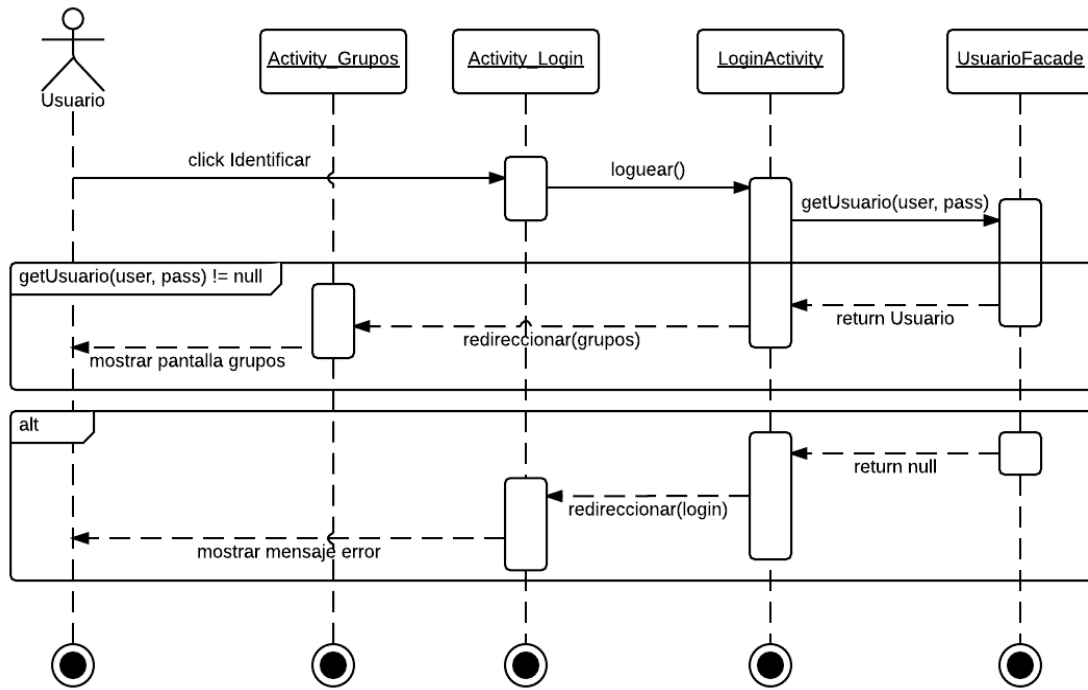 Usuario
Activity_Grupos
Activity_Login
LoginActivity
UsuarioFacade
click Identificar
loguear()
getUsuario(user, pass)
getUsuario(user, pass) != null
return Usuario
redireccionar(grupos)
mostrar pantalla grupos
alt
return null
redireccionar(login)
mostrar mensaje error